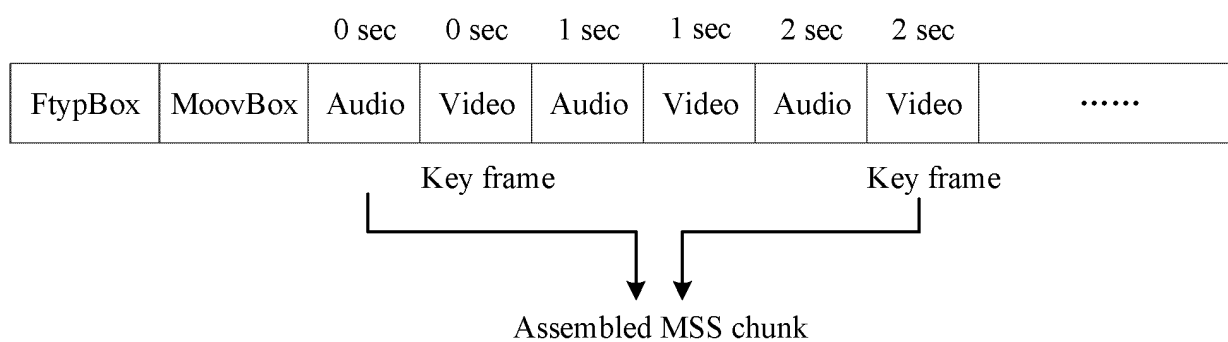 0 sec 0 sec 1 sec 1 sec 2 sec 2 sec
FtypBox MoovBox Audio Video Audio Video Audio Video ······
Key frame Key frame
Assembled MSS chunk